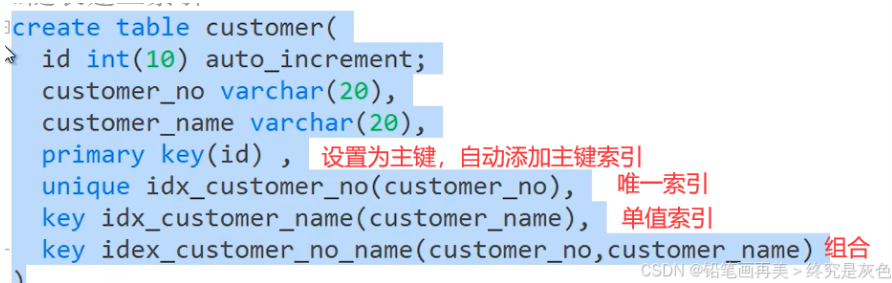 create table customer(
id int(10) auto_increment;
customer_no varchar(20),
customer_name varchar(20),
primary key(id) , 设置为主键，自动添加主键索引
unique idx_customer_no(customer_no), 唯一索引
key idx_customer_name(customer_name), 单值索引
key idex_customer_no_name(customer_no,customer_name) 组合
CSDN @铅笔画再美＞终究是灰色
)